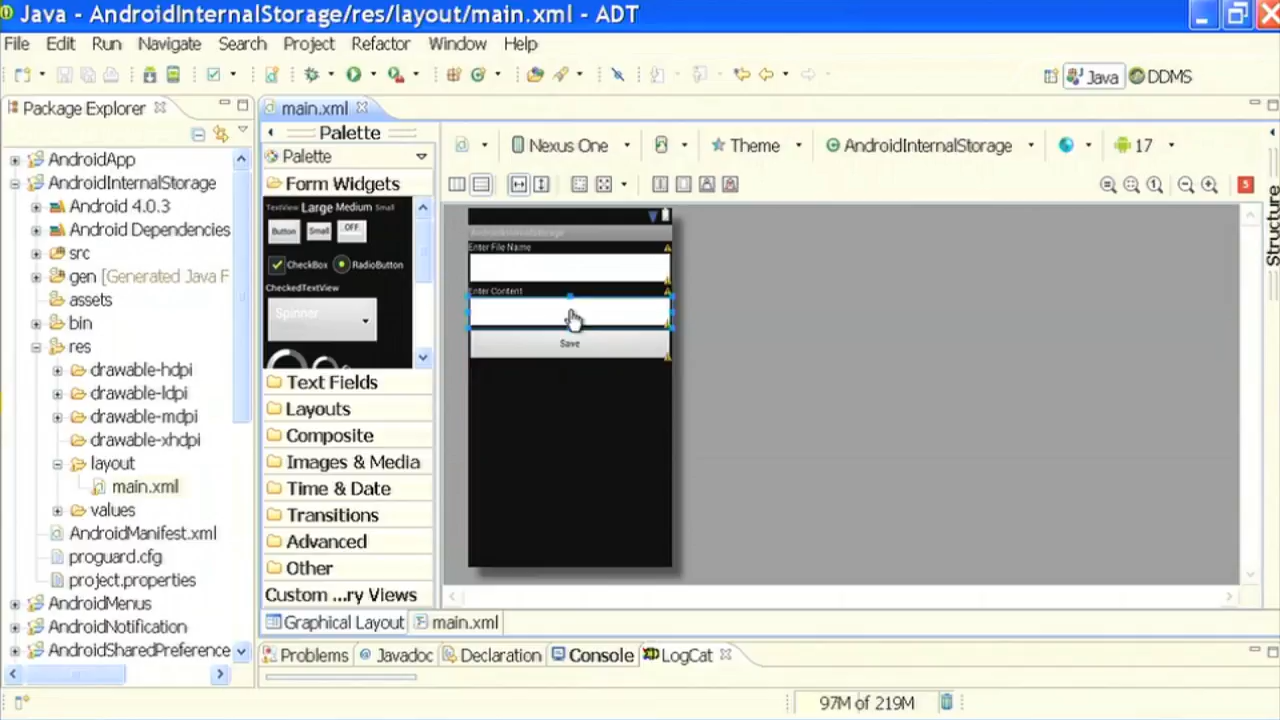 Java - AndroidInternalStorage/res/layout/main.xml - ADT
File Edit Run Navigate Search Project Refactor Window Help
Java DDMS
Package Explorer
main.xml
Palette
Palette
Nexus One
Theme
AndroidInternalStorage
17
Form Widgets
TextView Large Medium Small
Button Small OFF
CheckBox RadioButton
CheckedTextView
Spinner
Text Fields
Layouts
Composite
Images & Media
Time & Date
Transitions
Advanced
Other
Custom ...ry Views
AndroidApp
AndroidInternalStorage
Android 4.0.3
Android Dependencies
src
gen [Generated Java F
assets
bin
res
drawable-hdpi
drawable-ldpi
drawable-mdpi
drawable-xhdpi
layout
main.xml
values
AndroidManifest.xml
proguard.cfg
project.properties
AndroidMenus
AndroidNotification
AndroidSharedPreference
AndroidInternalStorage
Enter File Name
Enter Content
Save
5
Structure
Graphical Layout main.xml
Problems Javadoc Declaration Console LogCat
97M of 219M